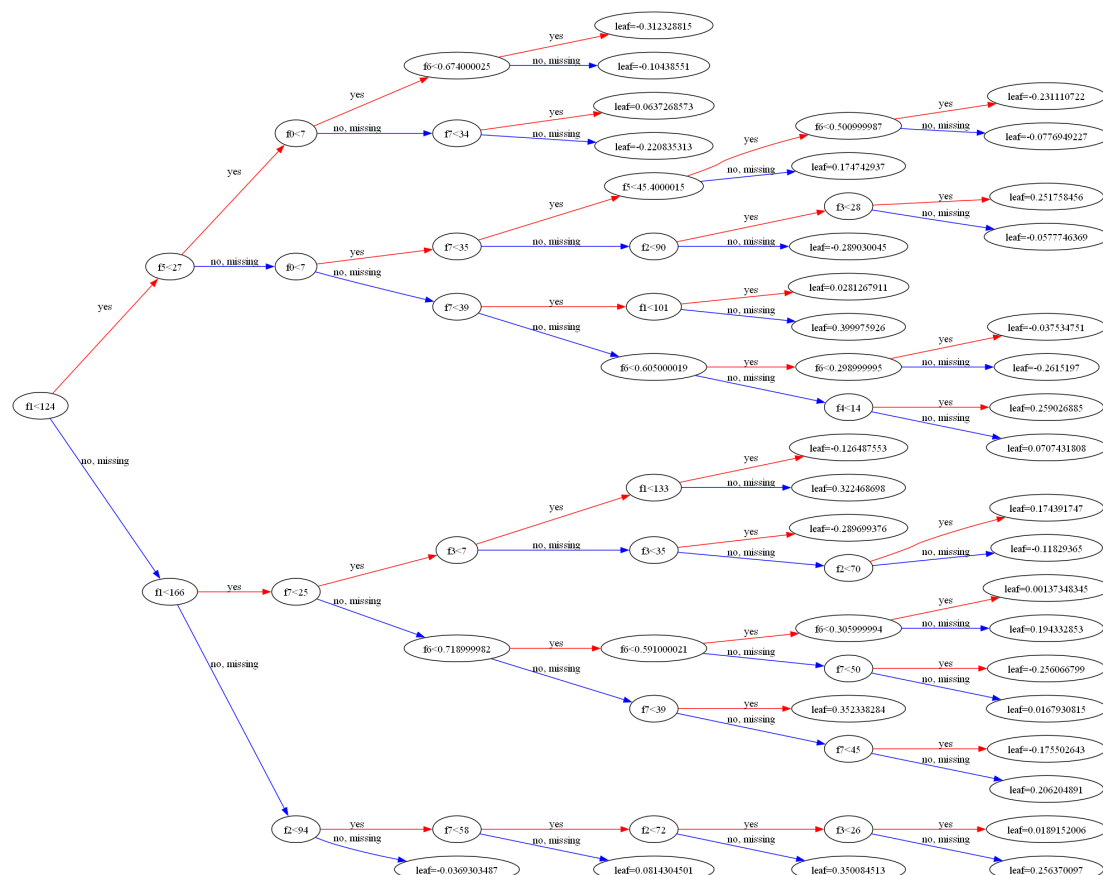 leaf=-0.312328815
yes
f6<0.674000025
no, missing
leaf=-0.10438551
yes
leaf=-0.231110722
yes
leaf=0.0637268573
yes
f6<0.500999987
no, missing
leaf=-0.0776949227
f0<7
no, missing
f7<34
no, missing
leaf=-0.220835313
yes
leaf=0.174742937
yes
f5<45.4000015
no, missing
yes
leaf=0.251758456
yes
f3<28
no, missing
leaf=-0.0577746369
yes
f7<35
no, missing
f2<90
no, missing
leaf=-0.289030045
f5<27
no, missing
f0<7
yes
no, missing
leaf=0.0281267911
yes
f7<39
yes
f1<101
no, missing
leaf=0.399975926
no, missing
leaf=-0.037534751
yes
f6<0.605000019
yes
f6<0.298999995
no, missing
leaf=-0.2615197
yes
f1<124
no, missing
f4<14
yes
leaf=0.259026885
no, missing
leaf=0.0707431808
no, missing
leaf=-0.126487553
yes
f1<133
no, missing
leaf=0.322468698
yes
leaf=0.174391747
yes
leaf=-0.289699376
yes
f3<7
no, missing
f3<35
no, missing
f2<70
no, missing
leaf=-0.11829365
yes
f1<166
yes
f7<25
no, missing
leaf=0.00137348345
yes
f6<0.305999994
no, missing
leaf=0.194332853
yes
f6<0.718999982
yes
f6<0.591000021
no, missing
f7<50
yes
leaf=-0.256066799
no, missing
leaf=0.0167930815
no, missing
f7<39
yes
leaf=0.352338284
no, missing
f7<45
yes
leaf=-0.175502643
no, missing
leaf=0.206204891
no, missing
f2<94
yes
f7<58
yes
f2<72
yes
f3<26
yes
leaf=0.0189152006
no, missing
leaf=-0.0369303487
no, missing
leaf=0.0814304501
no, missing
leaf=0.350084513
no, missing
leaf=0.256370097